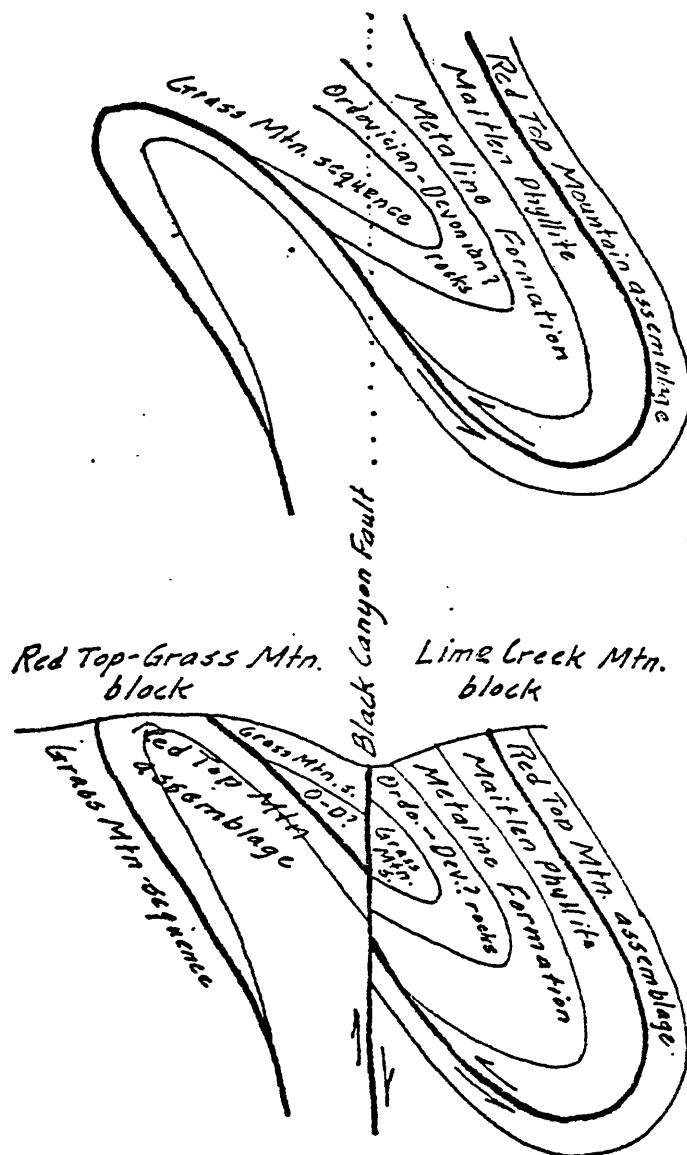 Grass Mtn. sequence
Ordovician-Devonian?
rocks
Metaline Formation
Maitlen Phyllite
Red Top Mountain assemblage
Black Canyon Fault
Red Top-Grass Mtn.
block
Lime Creek Mtn.
block
Grass Mtn. sequence
Red Top Mtn
assemblage
Grass Mtn. s.
O-D?
Grass
Mtn.
s.
Ordo.-Dev.? rocks
Metaline Formation
Maitlen Phyllite
Red Top Mtn. assemblage.